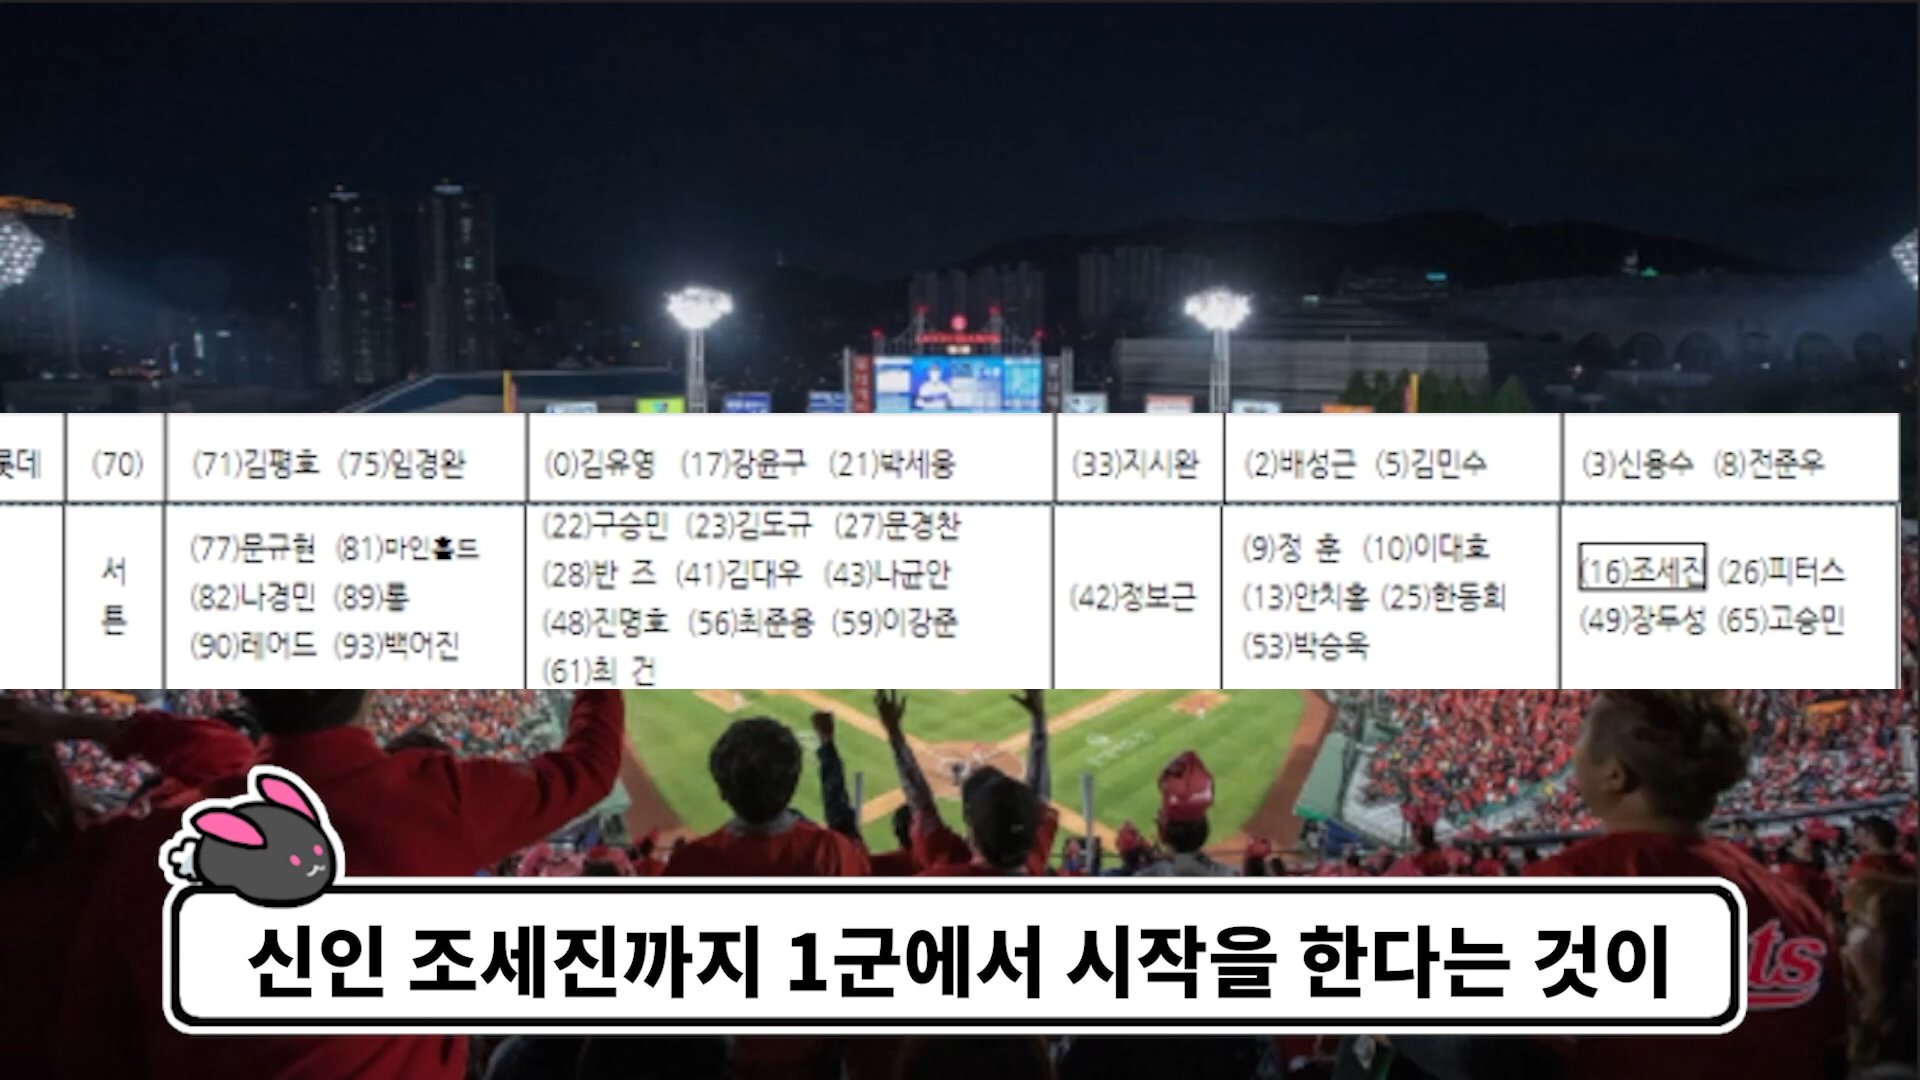 롯데 (70) (71)김평호 (75)임경완 (0)김유영 (17)강윤구 (21)박세웅 (33)지시완 (2)배성근 (5)김민수 (3)신용수 (8)전준우
서튼
(77)문규현 (81)마인홀드
(82)나경민 (89)롱
(90)레어드 (93)백어진
(22)구승민 (23)김도규 (27)문경찬
(28)반 즈 (41)김대우 (43)나균안
(48)진명호 (56)최준용 (59)이강준
(61)최 건
(42)정보근
(9)정 훈 (10)이대호
(13)안치홍 (25)한동희
(53)박승욱
(16)조세진 (26)피터스
(49)장두성 (65)고승민
신인 조세진까지 1군에서 시작을 한다는 것이
ts